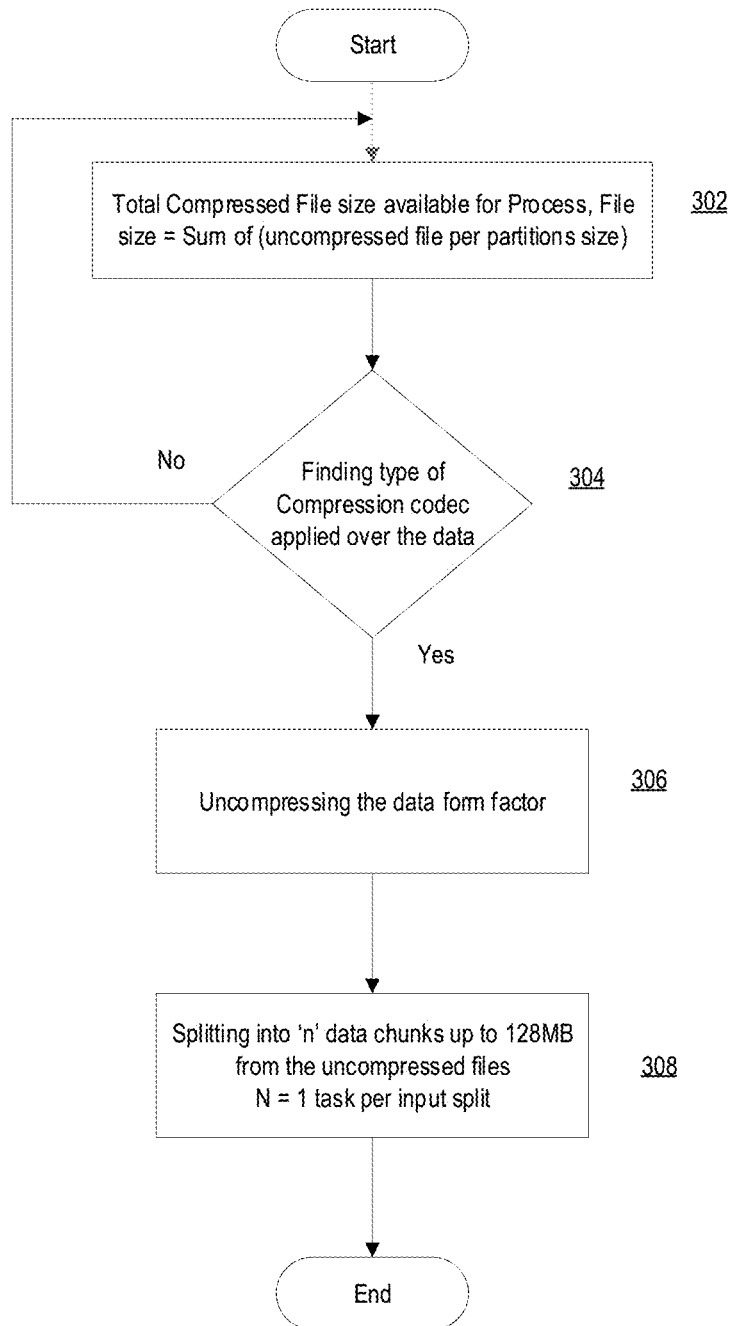 Start
Total Compressed File size available for Process, File
size = Sum of (uncompressed file per partitions size)
302
No
Finding type of
Compression codec
applied over the data
304
Yes
Uncompressing the data form factor
306
Splitting into 'n' data chunks up to 128MB
from the uncompressed files
N = 1 task per input split
308
End